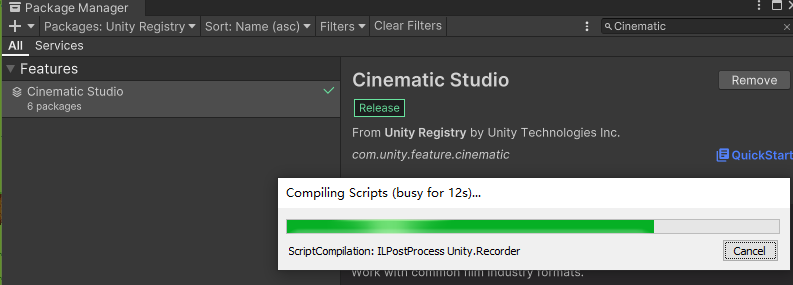 Package Manager
Packages: Unity Registry Sort: Name (asc) Filters Clear Filters Cinematic
All Services
Features
Cinematic Studio
6 packages
Cinematic Studio
Remove
Release
From Unity Registry by Unity Technologies Inc.
com.unity.feature.cinematic
QuickStart
Compiling Scripts (busy for 12s)...
ScriptCompilation: ILPostProcess Unity.Recorder
Cancel
Work with common film industry formats.